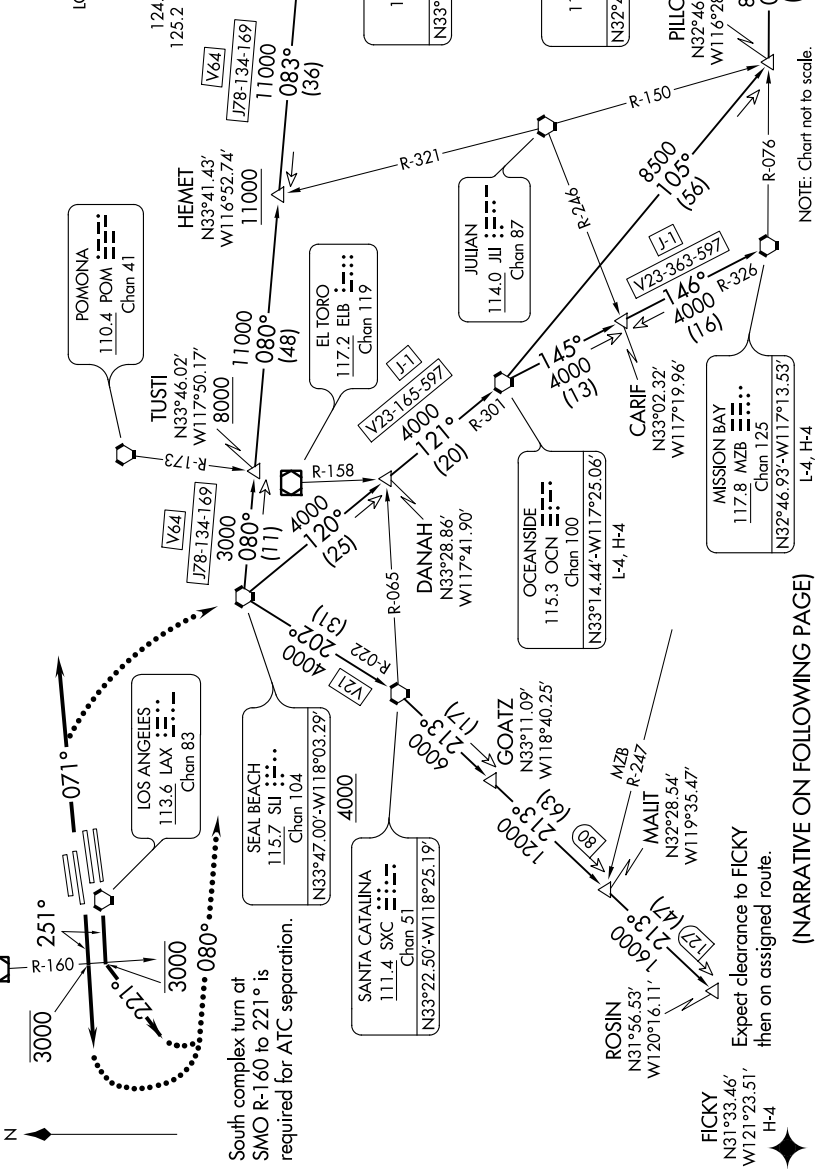 N
R-160
3000
251°
3000
221°
080°
071°
LOS ANGELES
113.6 LAX
Chan 83
South complex turn at
SMO R-160 to 221° is
required for ATC separation.
SEAL BEACH
115.7 SLI
Chan 104
N33°47.00'-W118°03.29'
4000
V64
J78-134-169
3000
080°
(11)
POMONA
110.4 POM
Chan 41
R-173
TUSTI
N33°46.02'
W117°50.17'
8000
11000
080°
(48)
HEMET
N33°41.43'
W116°52.74'
11000
V64
J78-134-169
11000
083°
(36)
124.
125.2
N33°
N32°4
EL TORO
117.2 ELB
Chan 119
R-158
4000
120°
(25)
DANAH
N33°28.86'
W117°41.90'
R-065
J-1
V23-165-597
4000
121°
(20)
R-301
OCEANSIDE
115.3 OCN
Chan 100
N33°14.44'-W117°25.06'
L-4, H-4
JULIAN
114.0 JLI
Chan 87
R-321
R-246
R-150
8500
105°
(56)
145°
4000
(13)
CARIF
N33°02.32'
W117°19.96'
J-1
V23-363-597
146°
4000
(16)
R-326
R-076
N32°46
W116°28
MISSION BAY
117.8 MZB
Chan 125
N32°46.93'-W117°13.53'
L-4, H-4
4000
202°
(31)
R-022
V21
SANTA CATALINA
111.4 SXC
Chan 51
N33°22.50'-W118°25.19'
6000
213°
(17)
GOATZ
N33°11.09'
W118°40.25'
12000
213°
(63)
80
MZB
R-247
MALIT
N32°28.54'
W119°35.47'
16000
213°
(47)
127
ROSIN
N31°56.53'
W120°16.11'
FICKY
N31°33.46'
W121°23.51'
H-4
Expect clearance to FICKY
then on assigned route.
(NARRATIVE ON FOLLOWING PAGE)
NOTE: Chart not to scale.